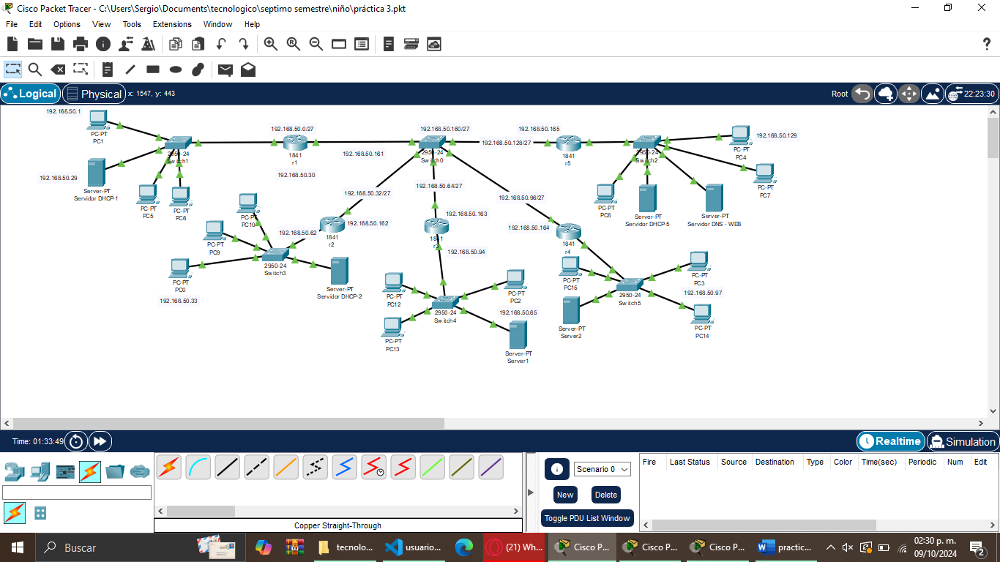 Cisco Packet Tracer - C:\Users\Sergio\Documents\tecnologico\septimo semestre\niño\práctica 3.pkt
File Edit Options View Tools Extensions Window Help
Logical Physical x: 1547, y: 443 Root 22:23:30
192.168.50.1
PC-PT
PC1
192.168.50.29
Server-PT
Servidor DHCP-1
2950-24
Switch1
PC-PT
PC5
PC-PT
PC6
192.168.50.0/27
1841
r1
192.168.50.30
192.168.50.161
192.168.50.160/27
2950-24
Switch0
192.168.50.165
192.168.50.128/27
1841
r5
2950-24
Switch2
PC-PT
PC4
192.168.50.129
PC-PT
PC7
PC-PT
PC8
Server-PT
Servidor DHCP-5
Server-PT
Servidor DNS - WEB
192.168.50.32/27
192.168.50.64/27
192.168.50.96/27
PC-PT
PC10
PC-PT
PC9
192.168.50.62
1841
r2
192.168.50.162
2950-24
Switch3
PC-PT
PC0
192.168.50.33
Server-PT
Servidor DHCP-2
192.168.50.163
1841
192.168.50.94
PC-PT
PC12
PC-PT
PC13
2950-24
Switch4
PC-PT
PC2
192.168.50.65
Server-PT
Server1
192.168.50.164
1841
r4
PC-PT
PC15
Server-PT
Server2
2950-24
Switch5
PC-PT
PC3
192.168.50.97
PC-PT
PC14
Time: 01:33:49 Realtime Simulation
Copper Straight-Through
Scenario 0
New Delete
Toggle PDU List Window
Fire Last Status Source Destination Type Color Time(sec) Periodic Num Edit
Buscar tecnolo... usuario... (21) Wh... Cisco P... Cisco P... Cisco P... practic... 02:30 p. m.
09/10/2024 2